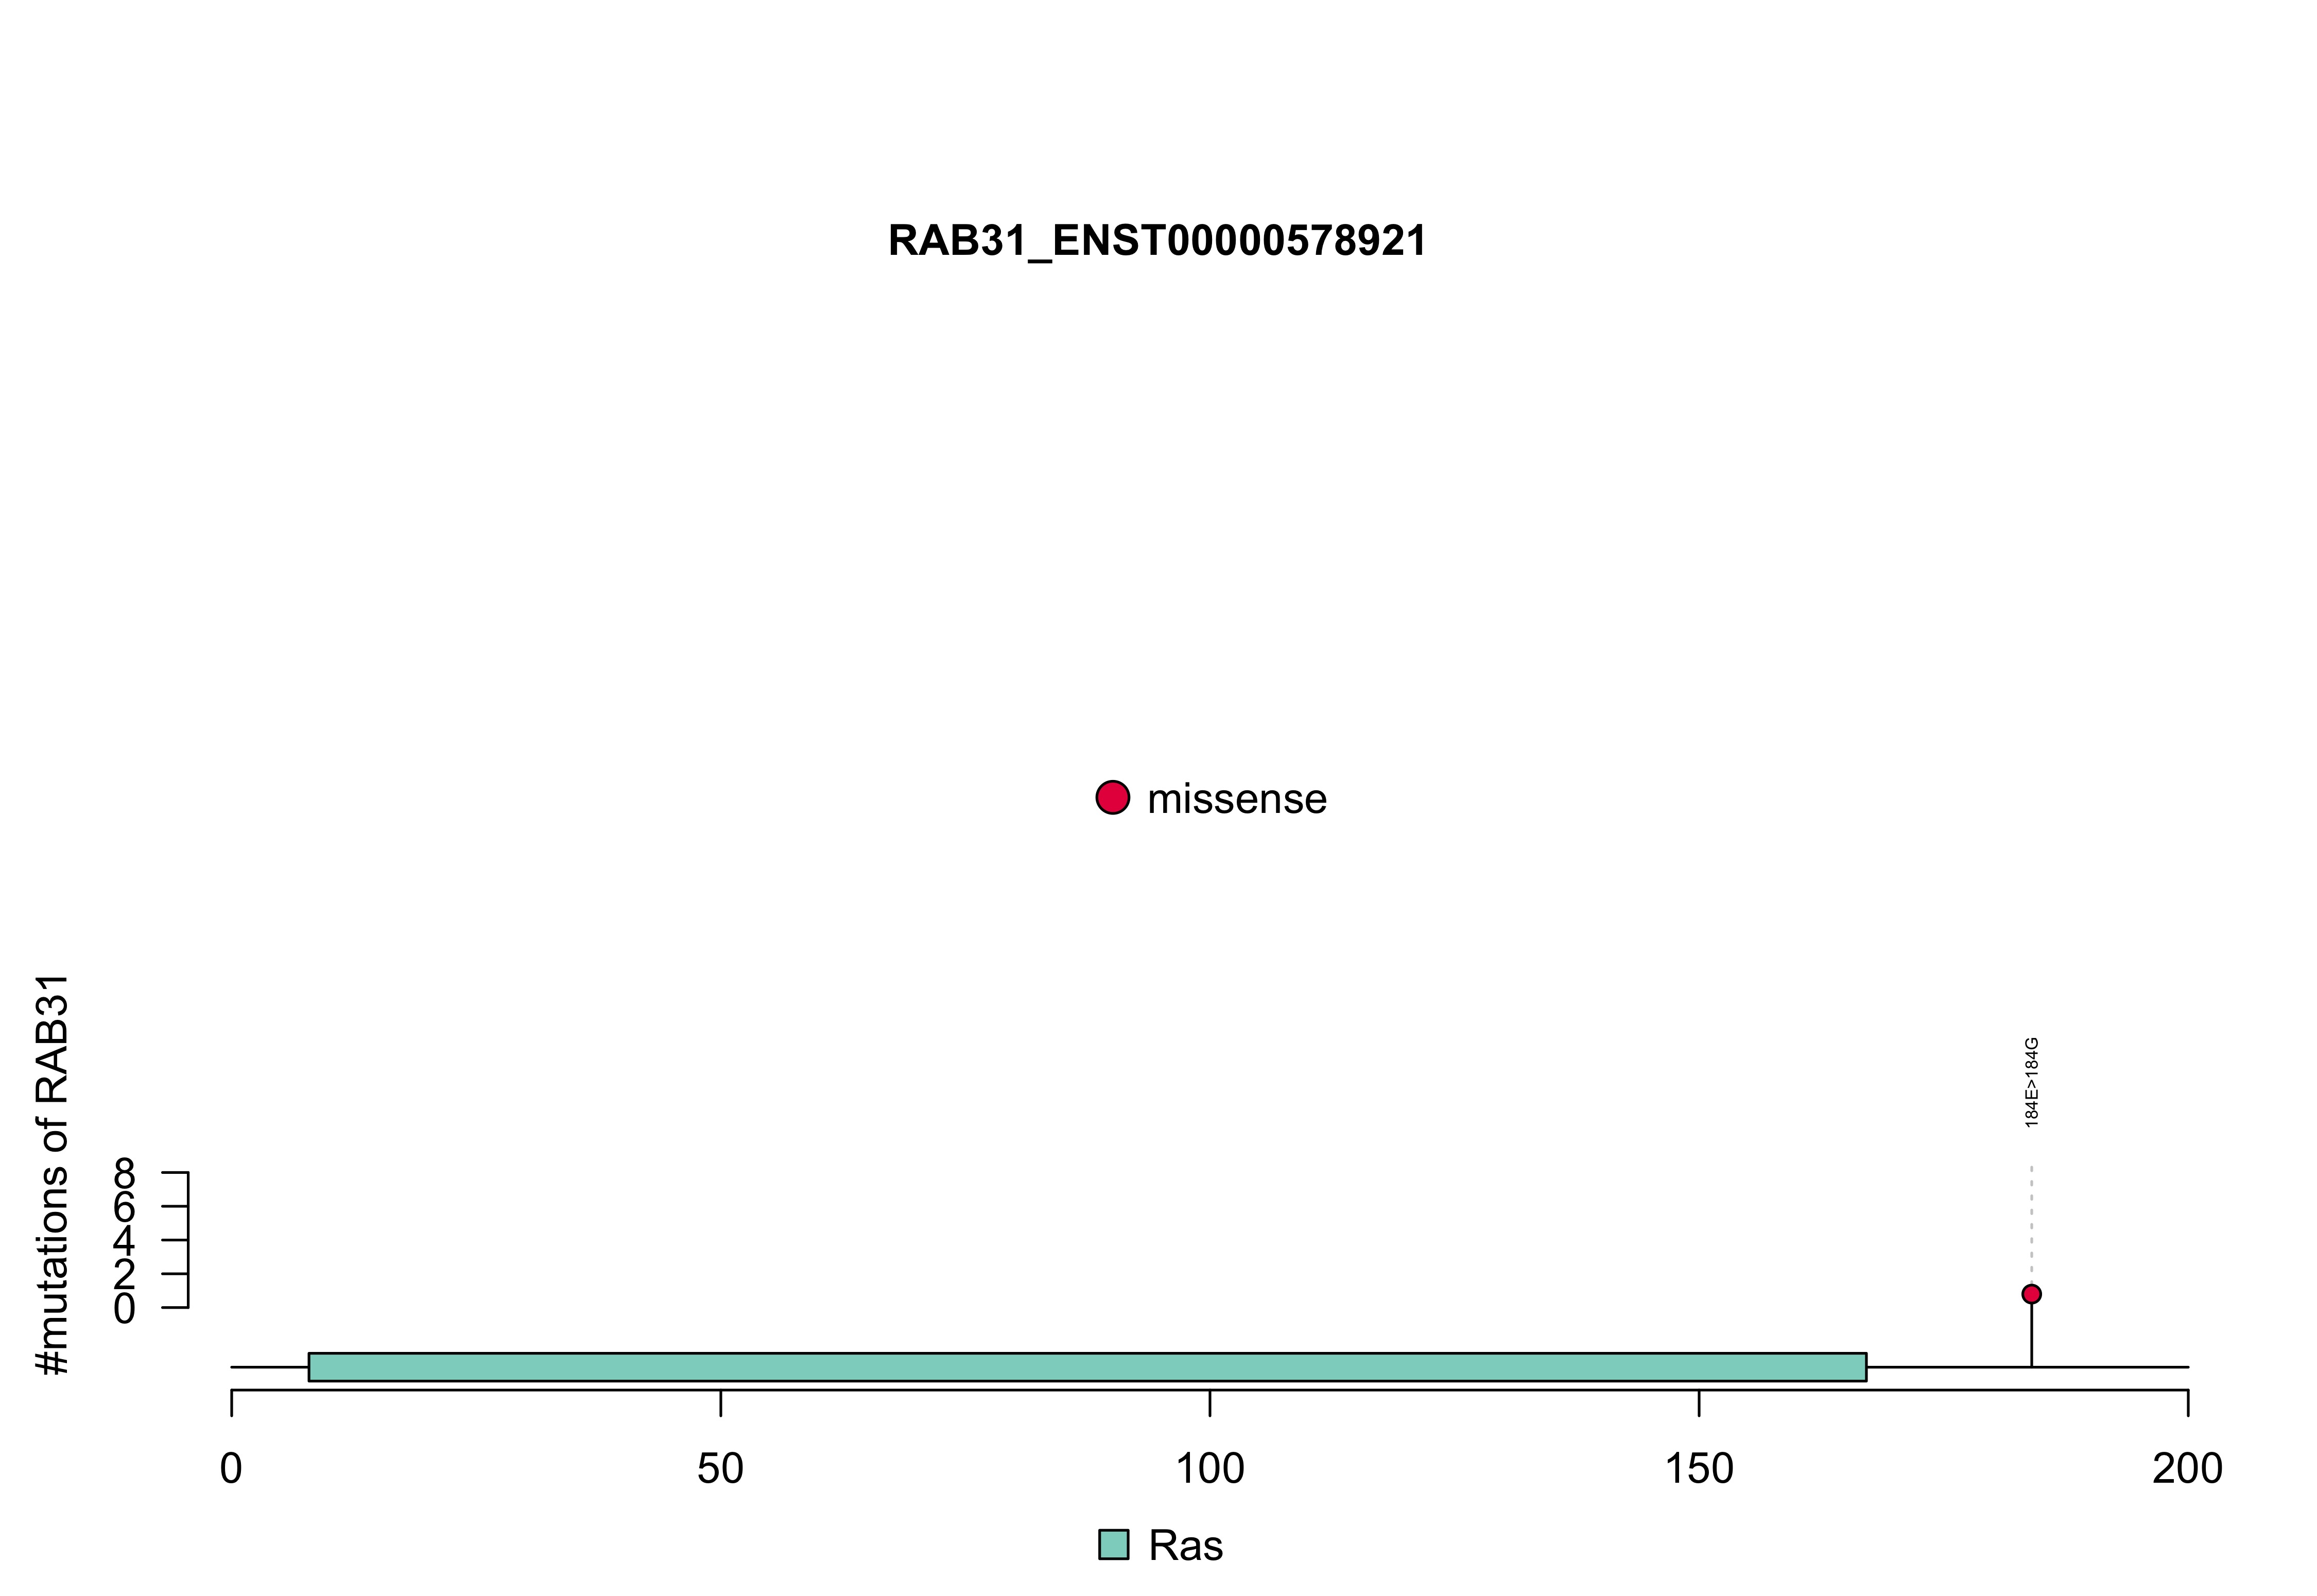 RAB31_ENST00000578921
missense
#mutations of RAB31
184E>184G
8
6
4
2
0
0 50 100 150 200
Ras